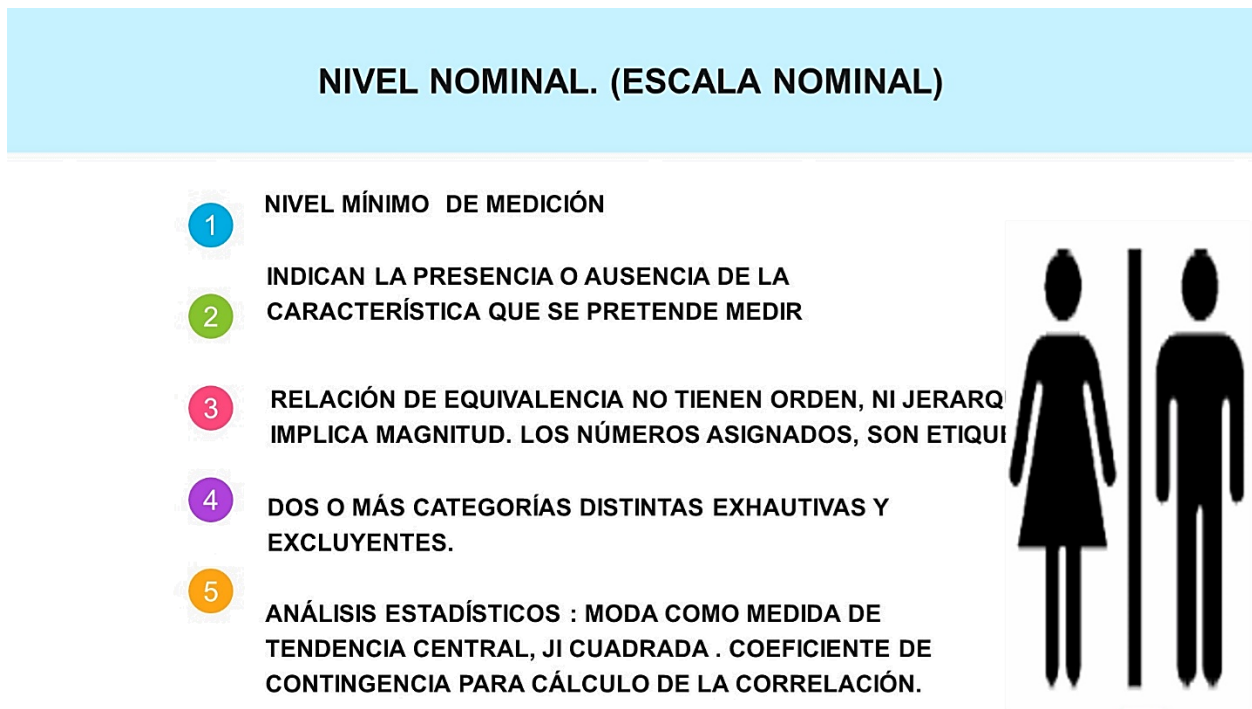 NIVEL NOMINAL. (ESCALA NOMINAL)
1
NIVEL MÍNIMO DE MEDICIÓN
2
INDICAN LA PRESENCIA O AUSENCIA DE LA
CARACTERÍSTICA QUE SE PRETENDE MEDIR
3
RELACIÓN DE EQUIVALENCIA NO TIENEN ORDEN, NI
IMPLICA MAGNITUD. LOS NÚMEROS ASIGNADOS, SON
4
DOS O MÁS CATEGORÍAS DISTINTAS EXHAUTIVAS Y
EXCLUYENTES.
5
ANÁLISIS ESTADÍSTICOS : MODA COMO MEDIDA DE
TENDENCIA CENTRAL, JI CUADRADA . COEFICIENTE DE
CONTINGENCIA PARA CÁLCULO DE LA CORRELACIÓN.